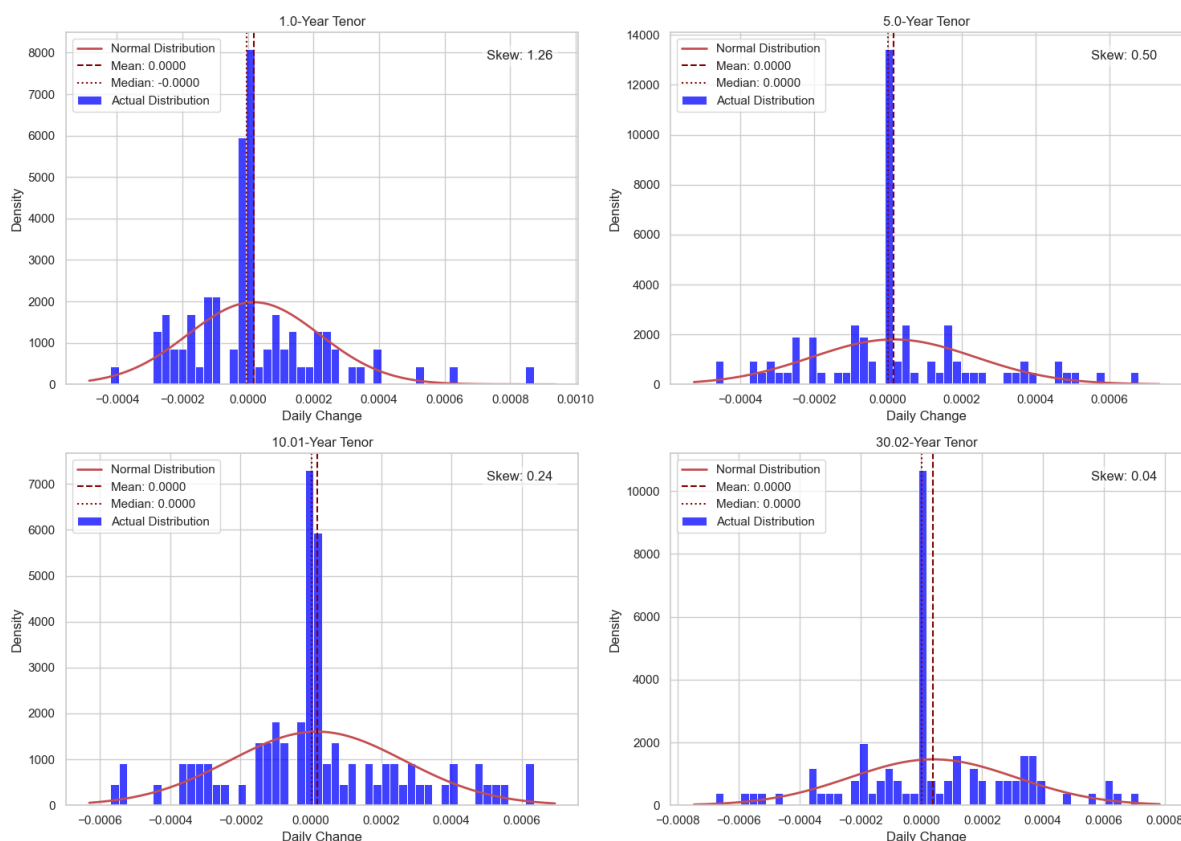 1.0-Year Tenor
Normal Distribution
Mean: 0.0000
Median: -0.0000
Actual Distribution
Skew: 1.26
8000
7000
6000
5000
4000
3000
2000
1000
0
Density
−0.0004 −0.0002 0.0000 0.0002 0.0004 0.0006 0.0008 0.0010
Daily Change
5.0-Year Tenor
Normal Distribution
Mean: 0.0000
Median: 0.0000
Actual Distribution
Skew: 0.50
14000
12000
10000
8000
6000
4000
2000
0
Density
−0.0004 −0.0002 0.0000 0.0002 0.0004 0.0006
Daily Change
10.01-Year Tenor
Normal Distribution
Mean: 0.0000
Median: 0.0000
Actual Distribution
Skew: 0.24
7000
6000
5000
4000
3000
2000
1000
0
Density
−0.0006 −0.0004 −0.0002 0.0000 0.0002 0.0004 0.0006
Daily Change
30.02-Year Tenor
Normal Distribution
Mean: 0.0000
Median: 0.0000
Actual Distribution
Skew: 0.04
10000
8000
6000
4000
2000
0
Density
−0.0008 −0.0006 −0.0004 −0.0002 0.0000 0.0002 0.0004 0.0006 0.0008
Daily Change